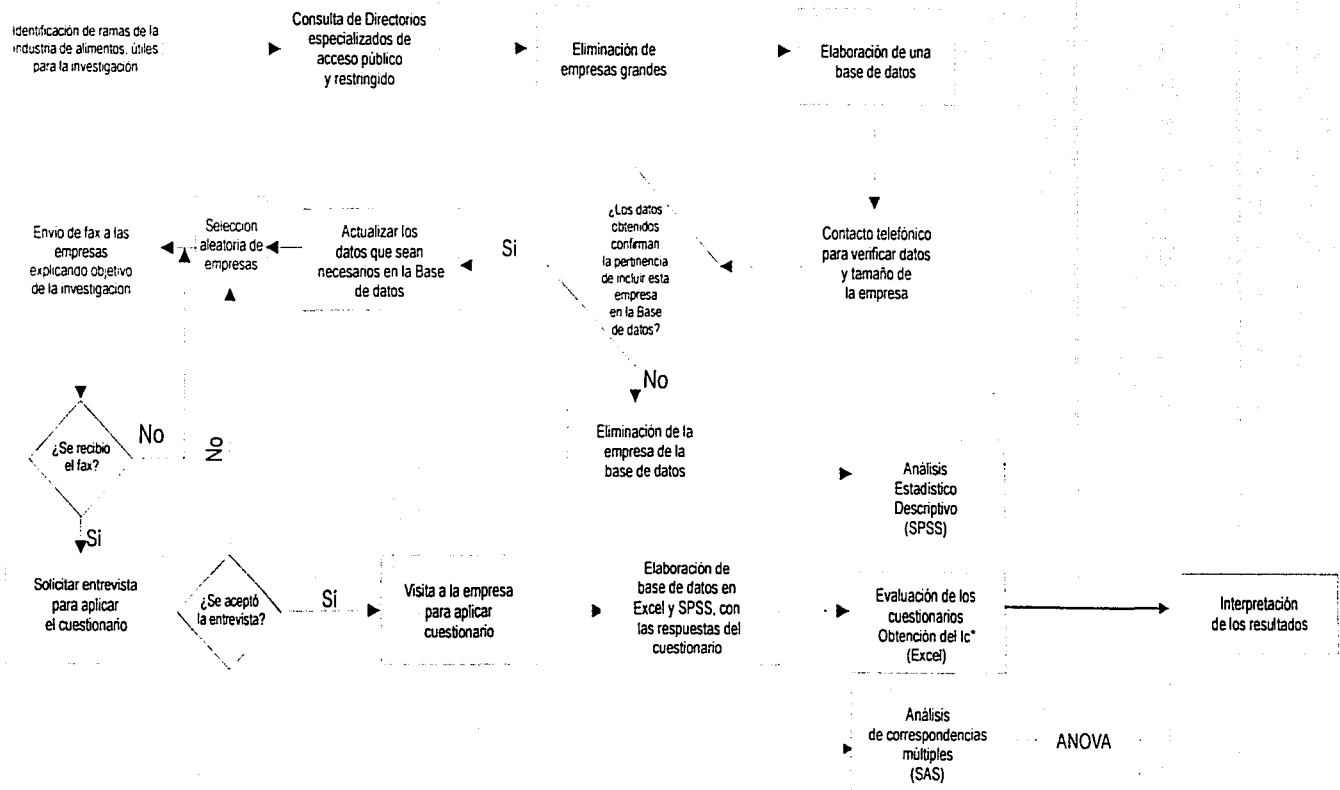 Identificación de ramas de la
industria de alimentos, útiles
para la investigación
Consulta de Directorios
especializados de
acceso público
y restringido
Eliminación de
empresas grandes
Elaboración de una
base de datos
Envio de fax a las
empresas
explicando objetivo
de la investigacion
Seleccion
aleatoria de
empresas
Actualizar los
datos que sean
necesarios en la Base
de datos
Si
¿Los datos
obtenidos
confirman
la pertinencia
de incluir esta
empresa
en la Base
de datos?
Contacto telefónico
para verificar datos
y tamaño de
la empresa
No
Eliminación de la
empresa de la
base de datos
¿Se recibio
el fax?
No
No
Si
Solicitar entrevista
para aplicar
el cuestionario
¿Se aceptó
la entrevista?
Si
Visita a la empresa
para aplicar
cuestionario
Elaboración de
base de datos en
Excel y SPSS, con
las respuestas del
cuestionario
Análisis
Estadístico
Descriptivo
(SPSS)
Evaluación de los
cuestionarios
Obtención del Ic*
(Excel)
Interpretación
de los resultados
Análisis
de correspondencias
múltiples
(SAS)
ANOVA